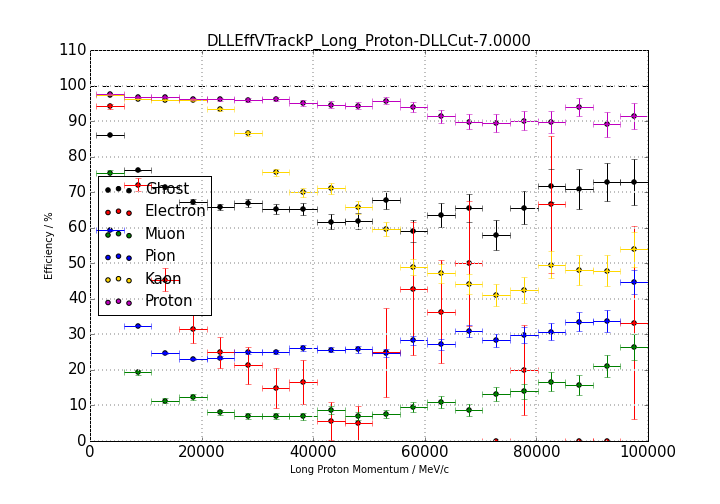 DLLEffVTrackP_Long_Proton-DLLCut-7.0000
110
100
90
80
70
60
50
40
30
20
10
0
Efficiency / %
Ghost
Electron
Muon
Pion
Kaon
Proton
0 20000 40000 60000 80000 100000
Long Proton Momentum / MeV/c